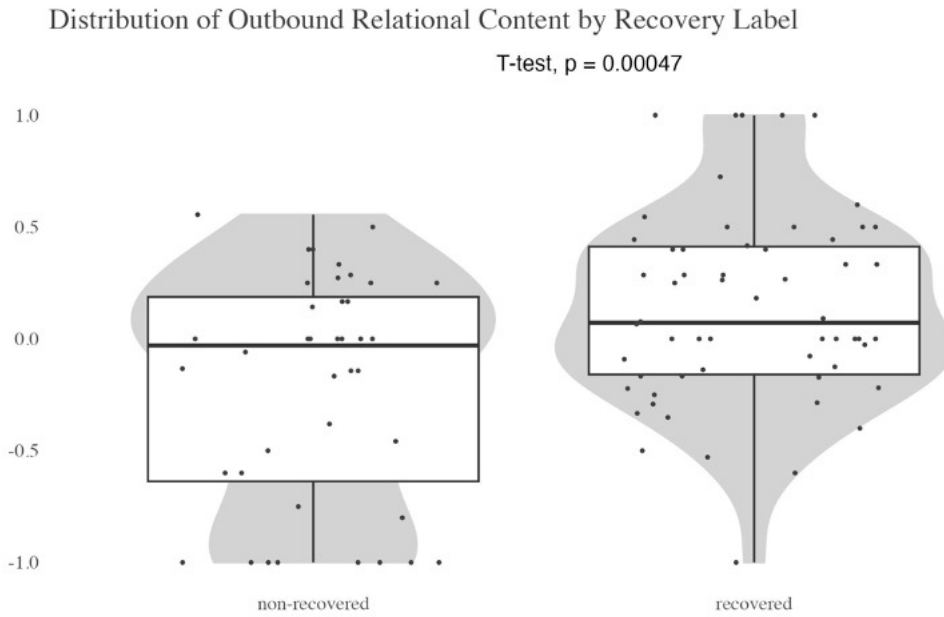 Distribution of Outbound Relational Content by Recovery Label
T-test, p = 0.00047
1.0
0.5
0.0
-0.5
-1.0
non-recovered
recovered